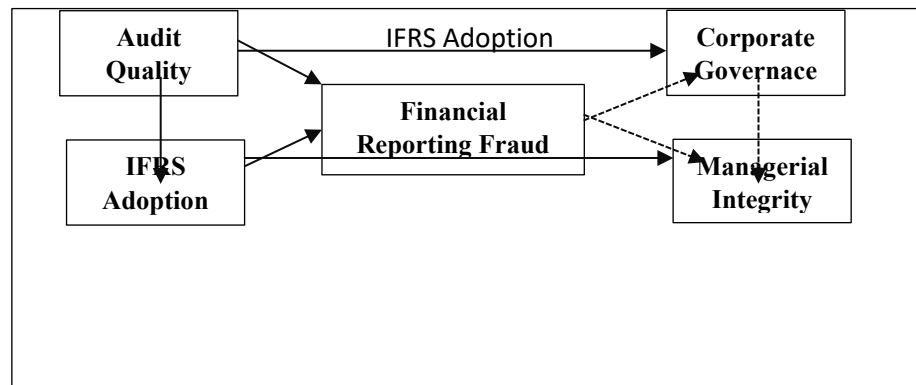 Audit
Quality
IFRS Adoption
Corporate
Governace
Financial
Reporting Fraud
IFRS
Adoption
Managerial
Integrity